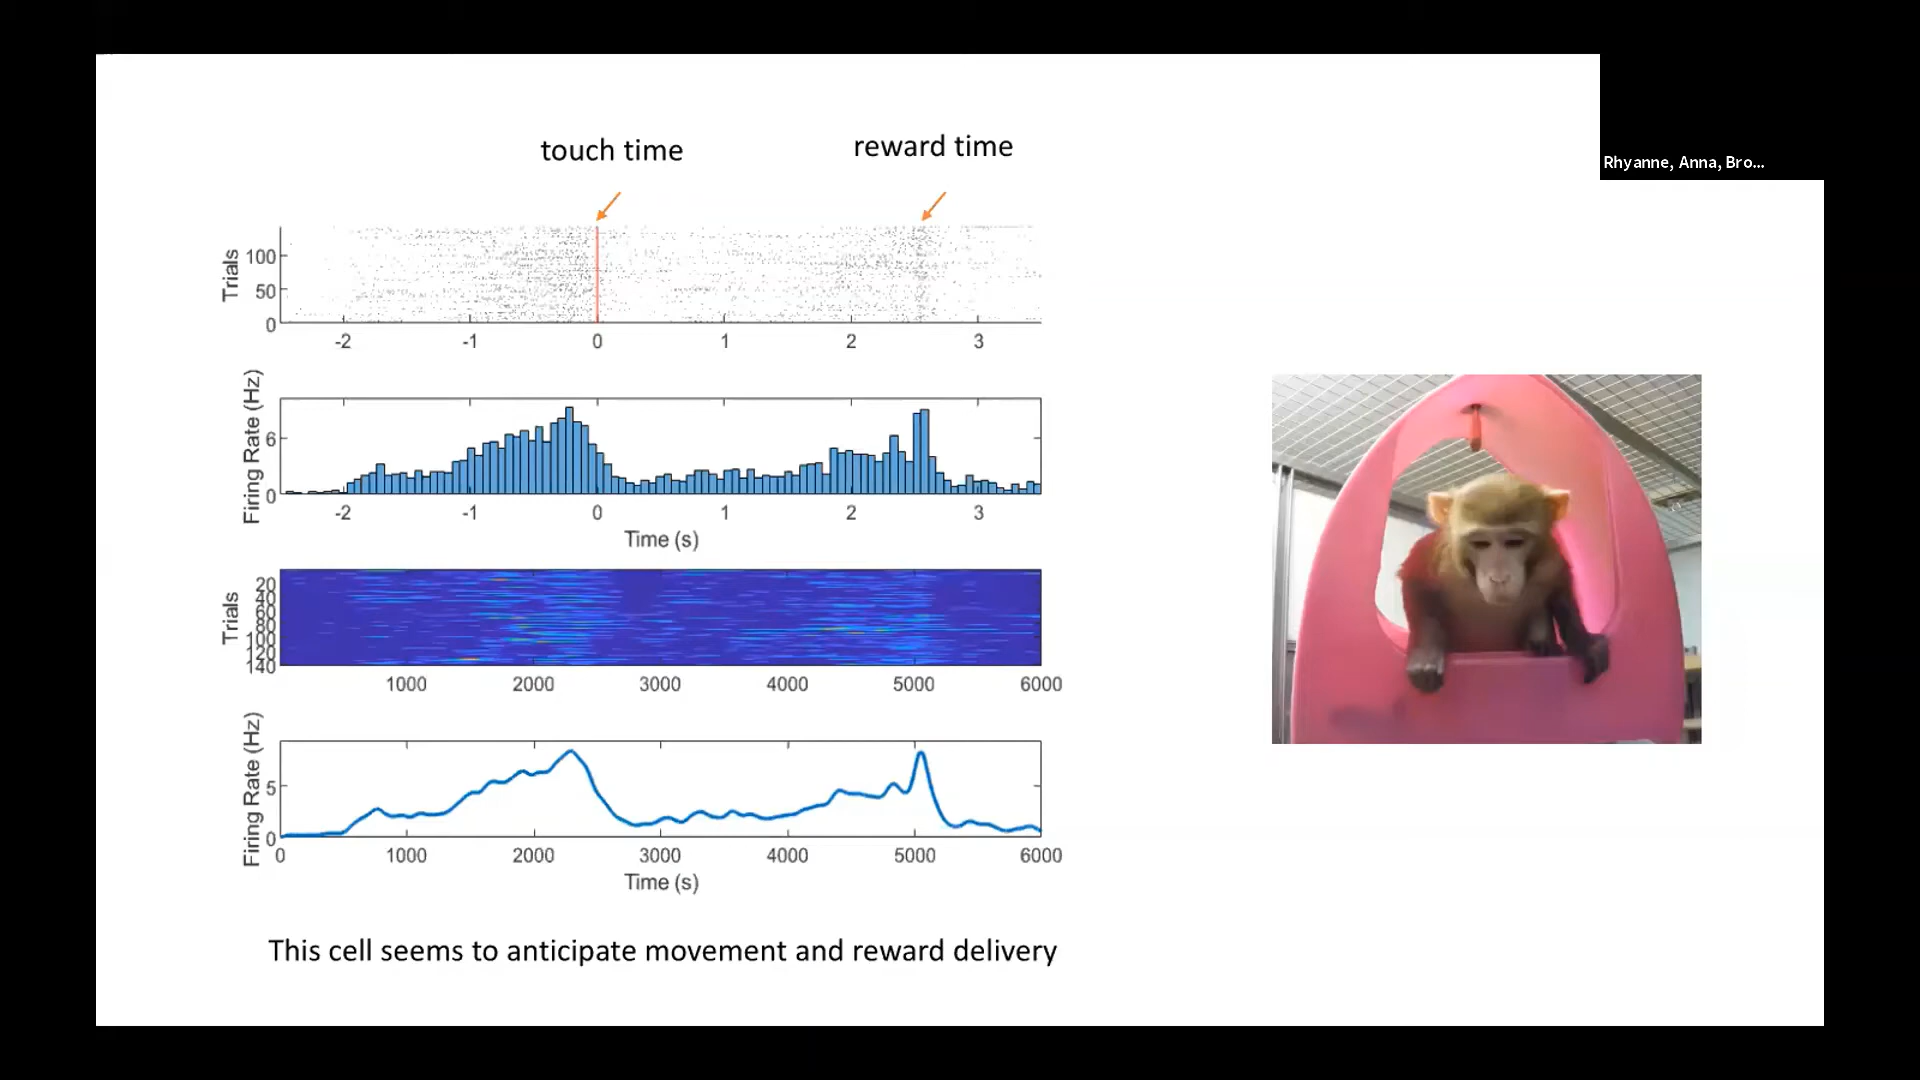 Rhyanne, Anna, Bro...
touch time
reward time
Trials
100
50
0
-2 -1 0 1 2 3
Firing Rate (Hz)
6
0
-2 -1 0 1 2 3
Time (s)
Trials
20
40
60
80
100
120
140
1000 2000 3000 4000 5000 6000
Firing Rate (Hz)
5
0
0 1000 2000 3000 4000 5000 6000
Time (s)
This cell seems to anticipate movement and reward delivery